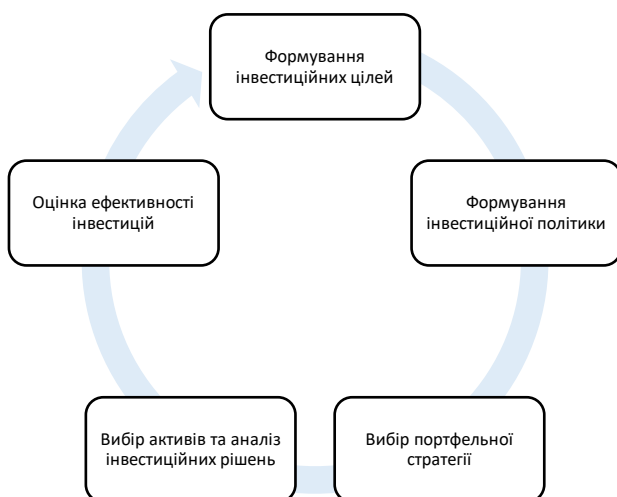 Формування
інвестиційних цілей
Формування
інвестиційної політики
Вибір портфельної
стратегії
Вибір активів та аналіз
інвестиційних рішень
Оцінка ефективності
інвестицій